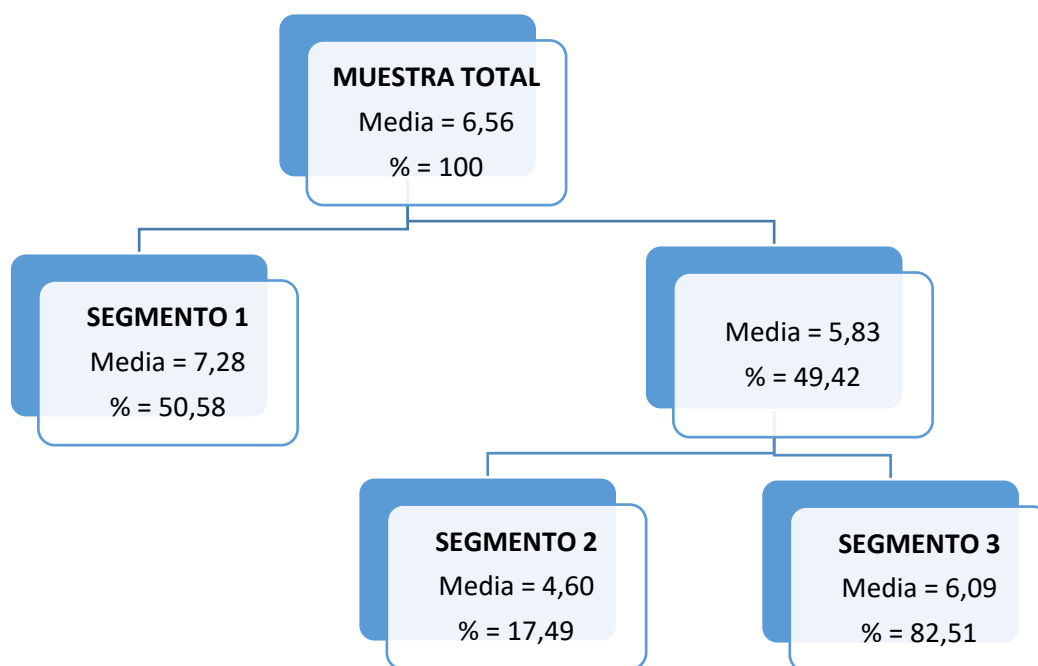 MUESTRA TOTAL
Media = 6,56
% = 100
SEGMENTO 1
Media = 7,28
% = 50,58
Media = 5,83
% = 49,42
SEGMENTO 2
Media = 4,60
% = 17,49
SEGMENTO 3
Media = 6,09
% = 82,51